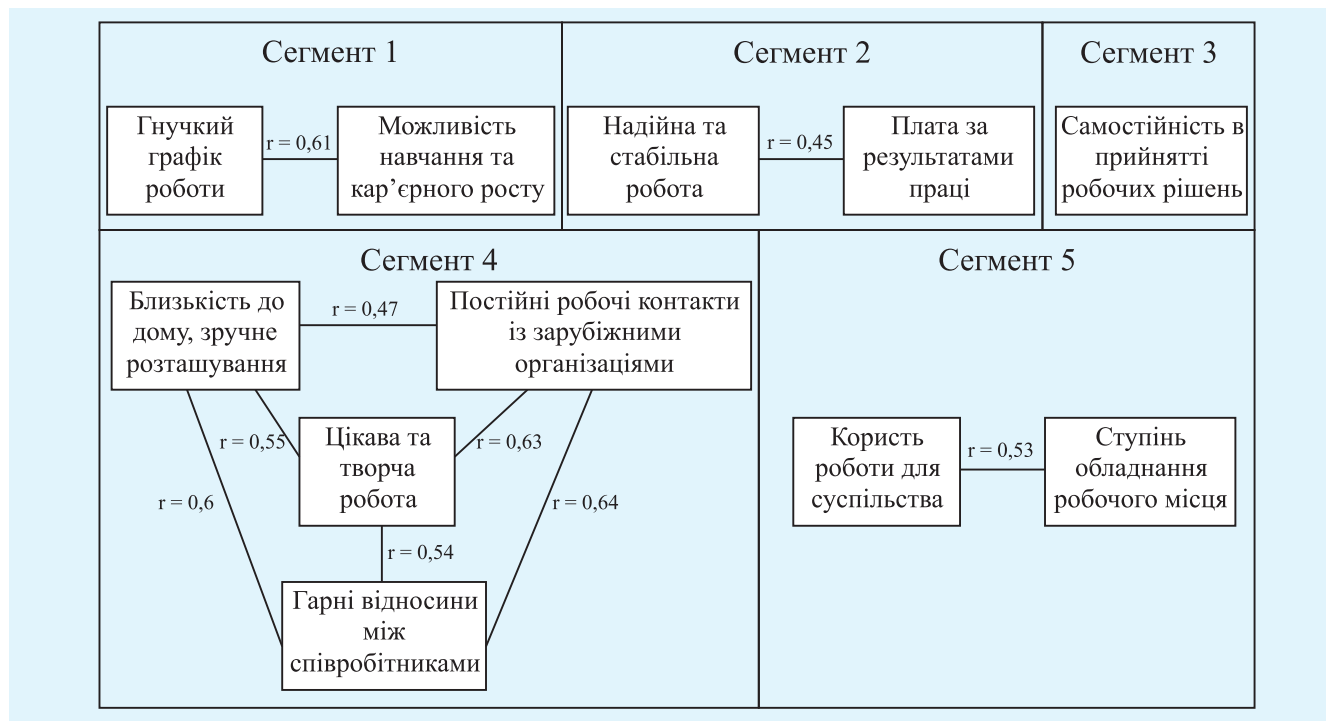 Сегмент 1
Гнучкий
графік
роботи
r = 0,61
Можливість
навчання та
кар’єрного росту
Сегмент 2
Надійна та
стабільна
робота
r = 0,45
Плата за
результатами
праці
Сегмент 3
Самостійність в
прийнятті
робочих рішень
Сегмент 4
Близькість до
дому, зручне
розташування
r = 0,47
Постійні робочі контакти
із зарубіжними
організаціями
r = 0,55
Цікава та
творча
робота
r = 0,63
r = 0,6
r = 0,64
r = 0,54
Гарні відносини
між
співробітниками
Сегмент 5
Користь
роботи для
суспільства
r = 0,53
Ступінь
обладнання
робочого місця